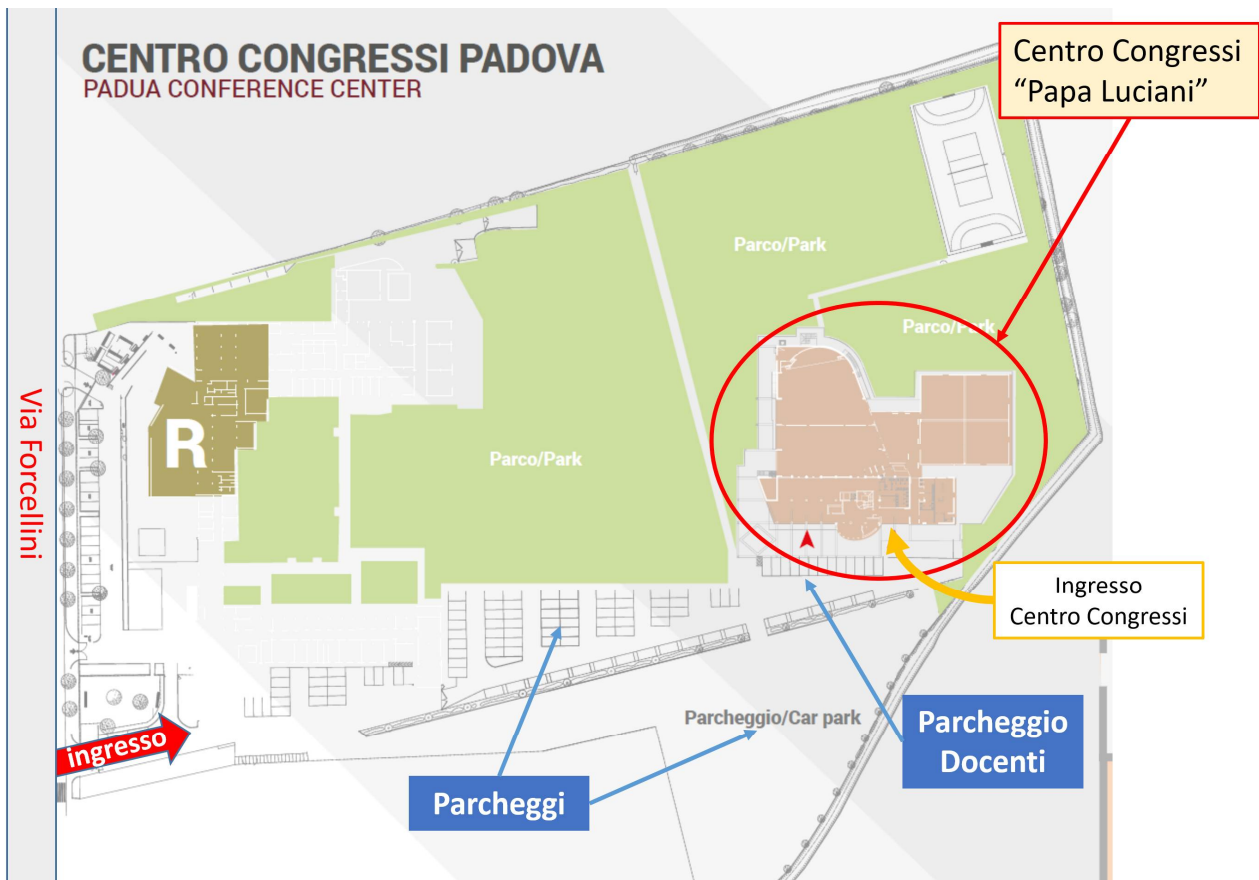 CENTRO CONGRESSI PADOVA
PADUA CONFERENCE CENTER
Centro Congressi
“Papa Luciani”
Parco/Park
Parco/Park
Parco/Park
R
Via Forcellini
Ingresso
Centro Congressi
ingresso
Parcheggio/Car park
Parcheggio
Docenti
Parcheggi